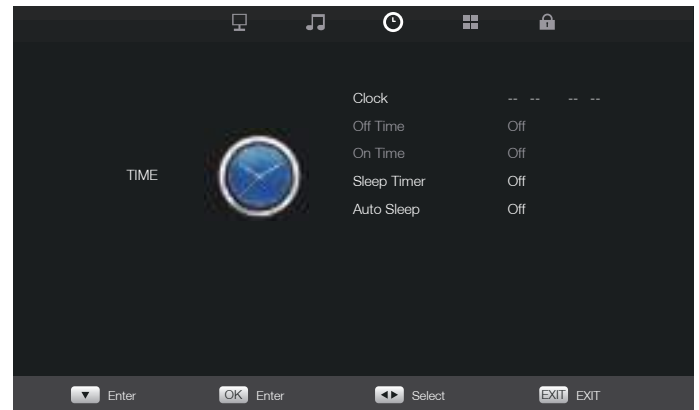 Clock -- -- -- --
Off Time Off
On Time Off
TIME
Sleep Timer Off
Auto Sleep Off
Enter OK Enter Select EXIT EXIT